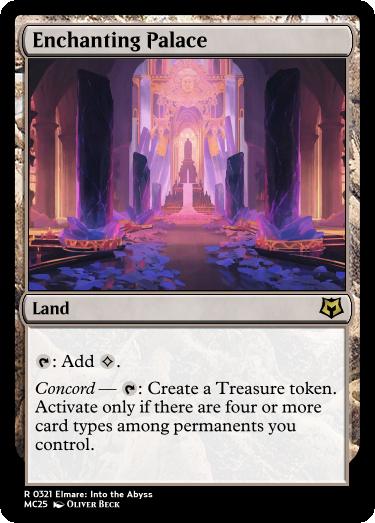 Enchanting Palace
Land
: Add .
Concord — : Create a Treasure token.
Activate only if there are four or more
card types among permanents you
control.
R 0321 Elmare: Into the Abyss
MC25 Oliver Beck